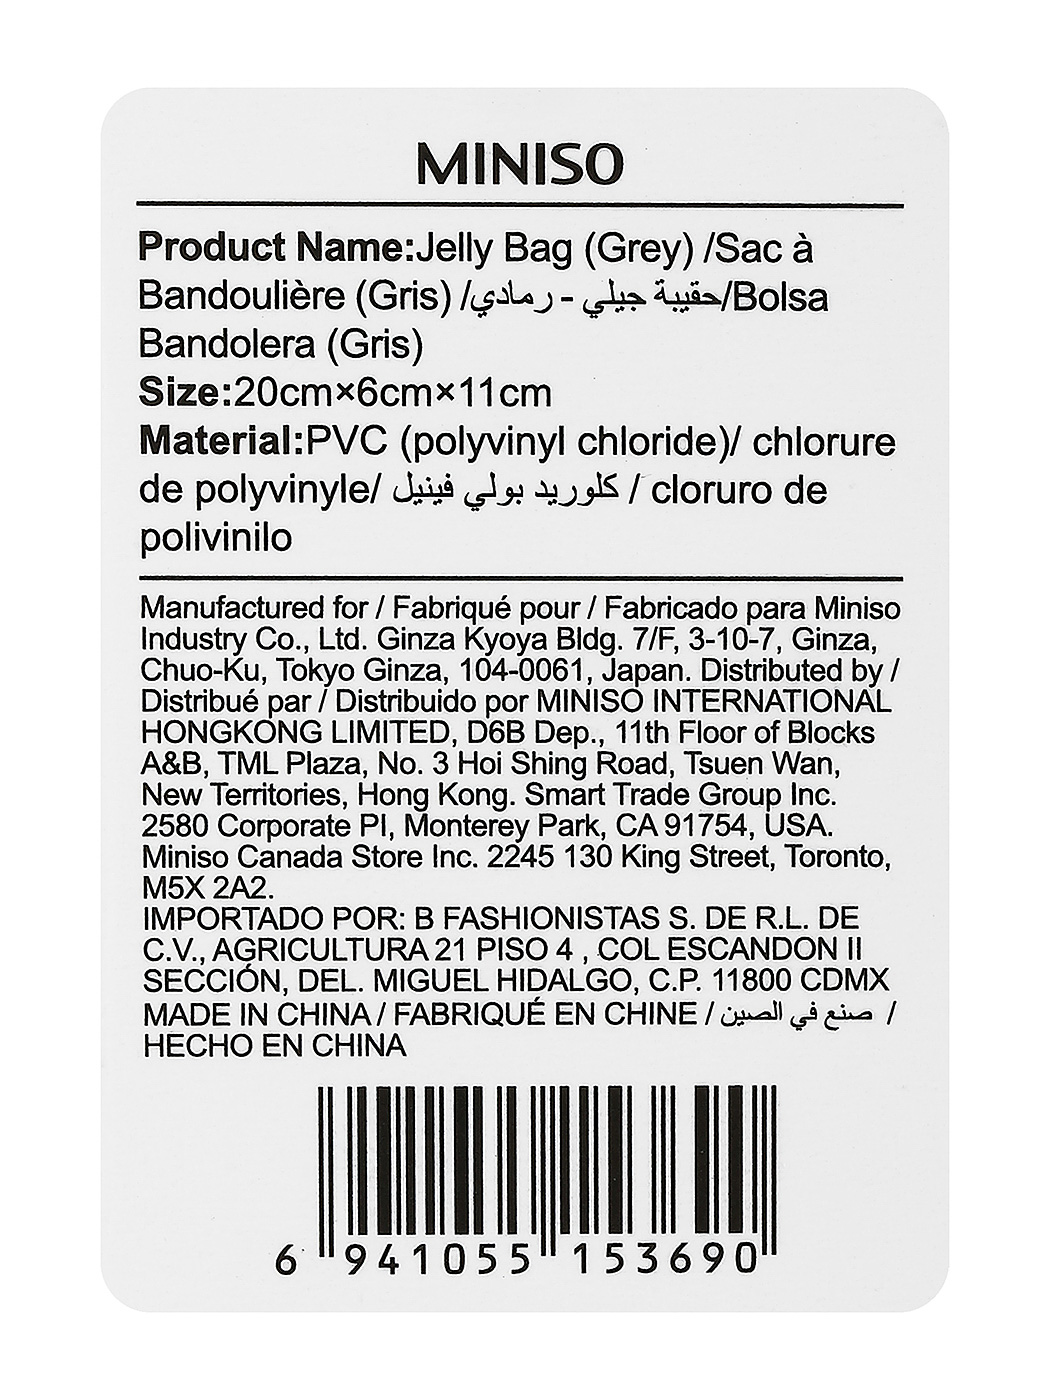 MINISO
Product Name:Jelly Bag (Grey) /Sac à
Bandoulière (Gris) /حقيبة جيلي - رمادي/Bolsa
Bandolera (Gris)
Size:20cm×6cm×11cm
Material:PVC (polyvinyl chloride)/ chlorure
de polyvinyle/ كلوريد بولي فينيل / cloruro de
polivinilo
Manufactured for / Fabriqué pour / Fabricado para Miniso
Industry Co., Ltd. Ginza Kyoya Bldg. 7/F, 3-10-7, Ginza,
Chuo-Ku, Tokyo Ginza, 104-0061, Japan. Distributed by /
Distribué par / Distribuido por MINISO INTERNATIONAL
HONGKONG LIMITED, D6B Dep., 11th Floor of Blocks
A&B, TML Plaza, No. 3 Hoi Shing Road, Tsuen Wan,
New Territories, Hong Kong. Smart Trade Group Inc.
2580 Corporate Pl, Monterey Park, CA 91754, USA.
Miniso Canada Store Inc. 2245 130 King Street, Toronto,
M5X 2A2.
IMPORTADO POR: B FASHIONISTAS S. DE R.L. DE
C.V., AGRICULTURA 21 PISO 4 , COL ESCANDON II
SECCIÓN, DEL. MIGUEL HIDALGO, C.P. 11800 CDMX
MADE IN CHINA / FABRIQUÉ EN CHINE / صنع في الصين /
HECHO EN CHINA
6 941055 153690